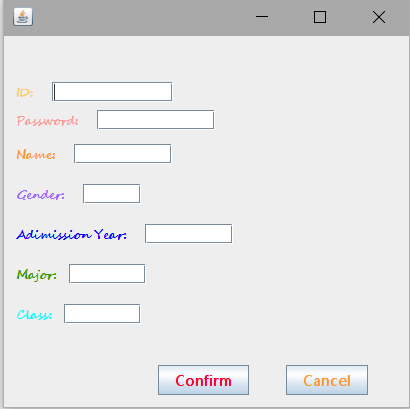 ID:
Password:
Name:
Gender:
Adimission Year:
Major:
Class:
Confirm Cancel